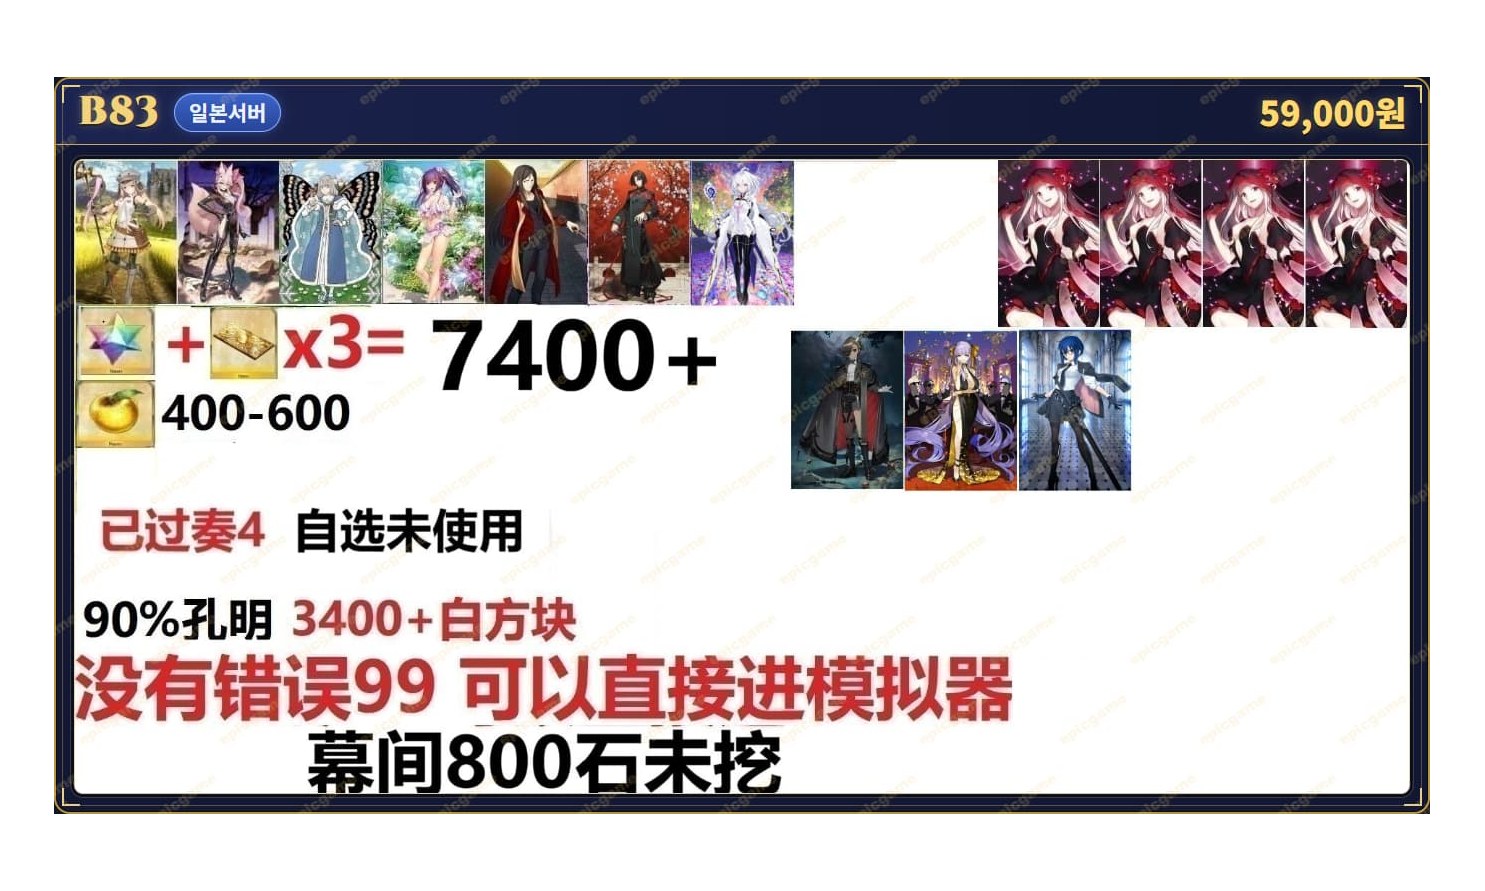 B83 일본서버 59,000원
+ x3= 7400+
400-600
已过奏4 自选未使用
90%孔明 3400+白方块
没有错误99 可以直接进模拟器
幕间800石未挖
epicgame